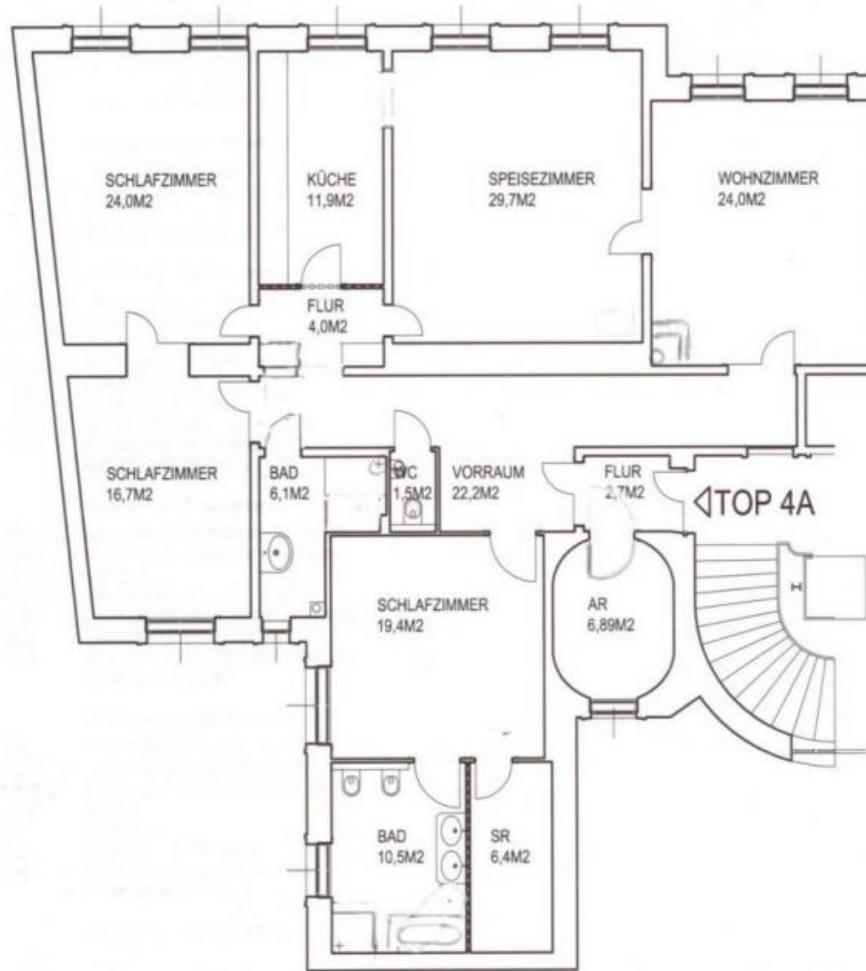 SCHLAFZIMMER
24,0M2
KÜCHE
11,9M2
SPEISEZIMMER
29,7M2
WOHNZIMMER
24,0M2
FLUR
4,0M2
SCHLAFZIMMER
16,7M2
BAD
6,1M2
WC
1,5M2
VORRAUM
22,2M2
FLUR
2,7M2
TOP 4A
SCHLAFZIMMER
19,4M2
AR
6,89M2
H
BAD
10,5M2
SR
6,4M2